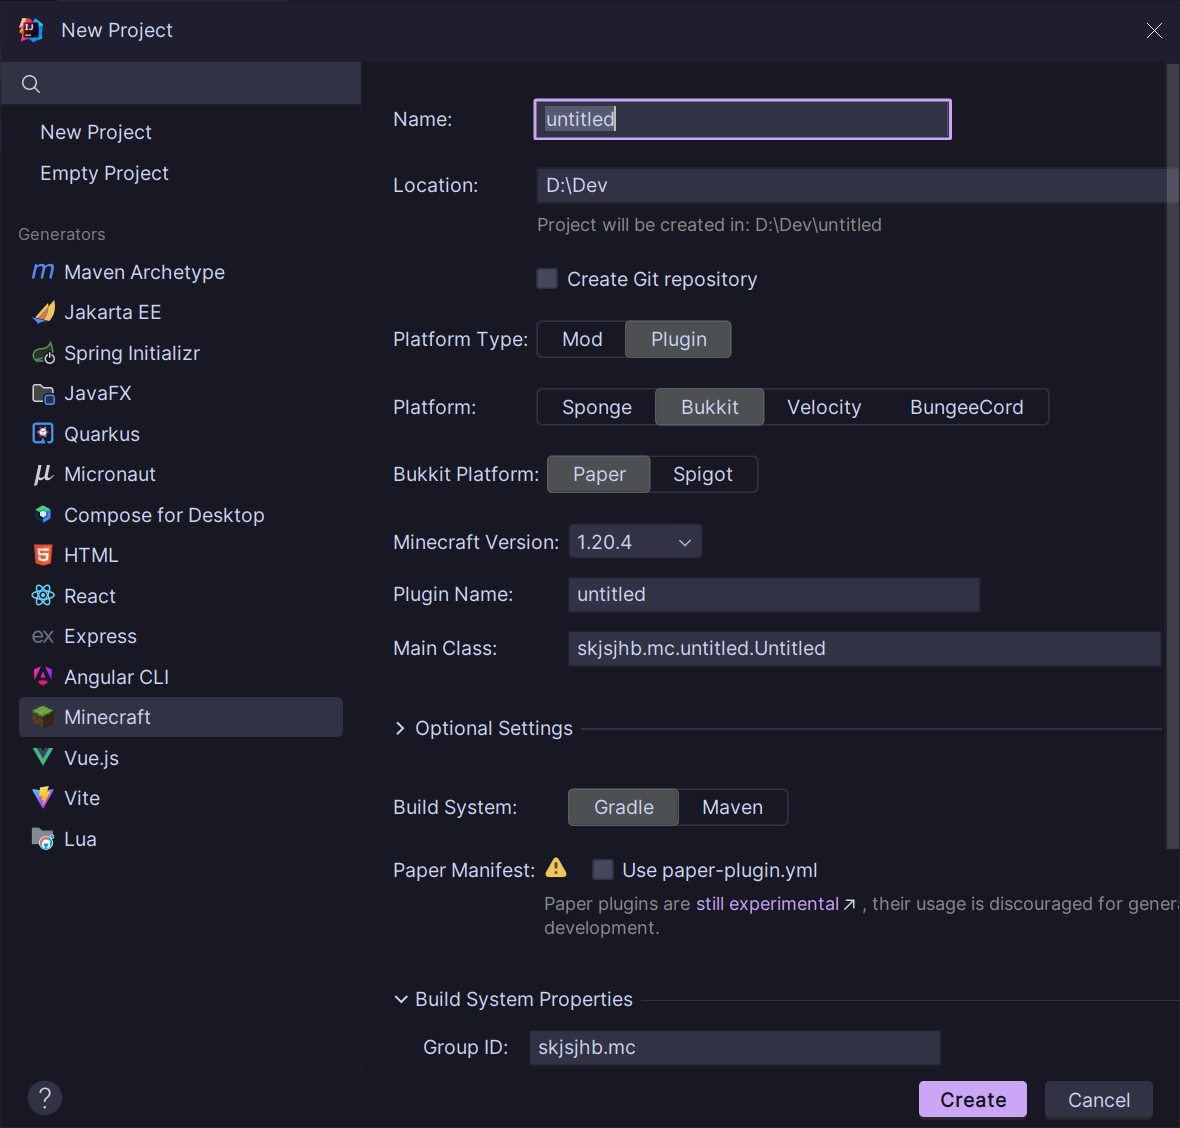 New Project
New Project
Empty Project
Generators
Maven Archetype
Jakarta EE
Spring Initializr
JavaFX
Quarkus
Micronaut
Compose for Desktop
HTML
React
ex Express
Angular CLI
Minecraft
Vue.js
Vite
Lua
Name: untitled
Location: D:\Dev
Project will be created in: D:\Dev\untitled
Create Git repository
Platform Type: Mod Plugin
Platform: Sponge Bukkit Velocity BungeeCord
Bukkit Platform: Paper Spigot
Minecraft Version: 1.20.4
Plugin Name: untitled
Main Class: skjsjhb.mc.untitled.Untitled
Optional Settings
Build System: Gradle Maven
Paper Manifest: Use paper-plugin.yml
Paper plugins are still experimental ↗ , their usage is discouraged for gener
development.
Build System Properties
Group ID: skjsjhb.mc
? Create Cancel